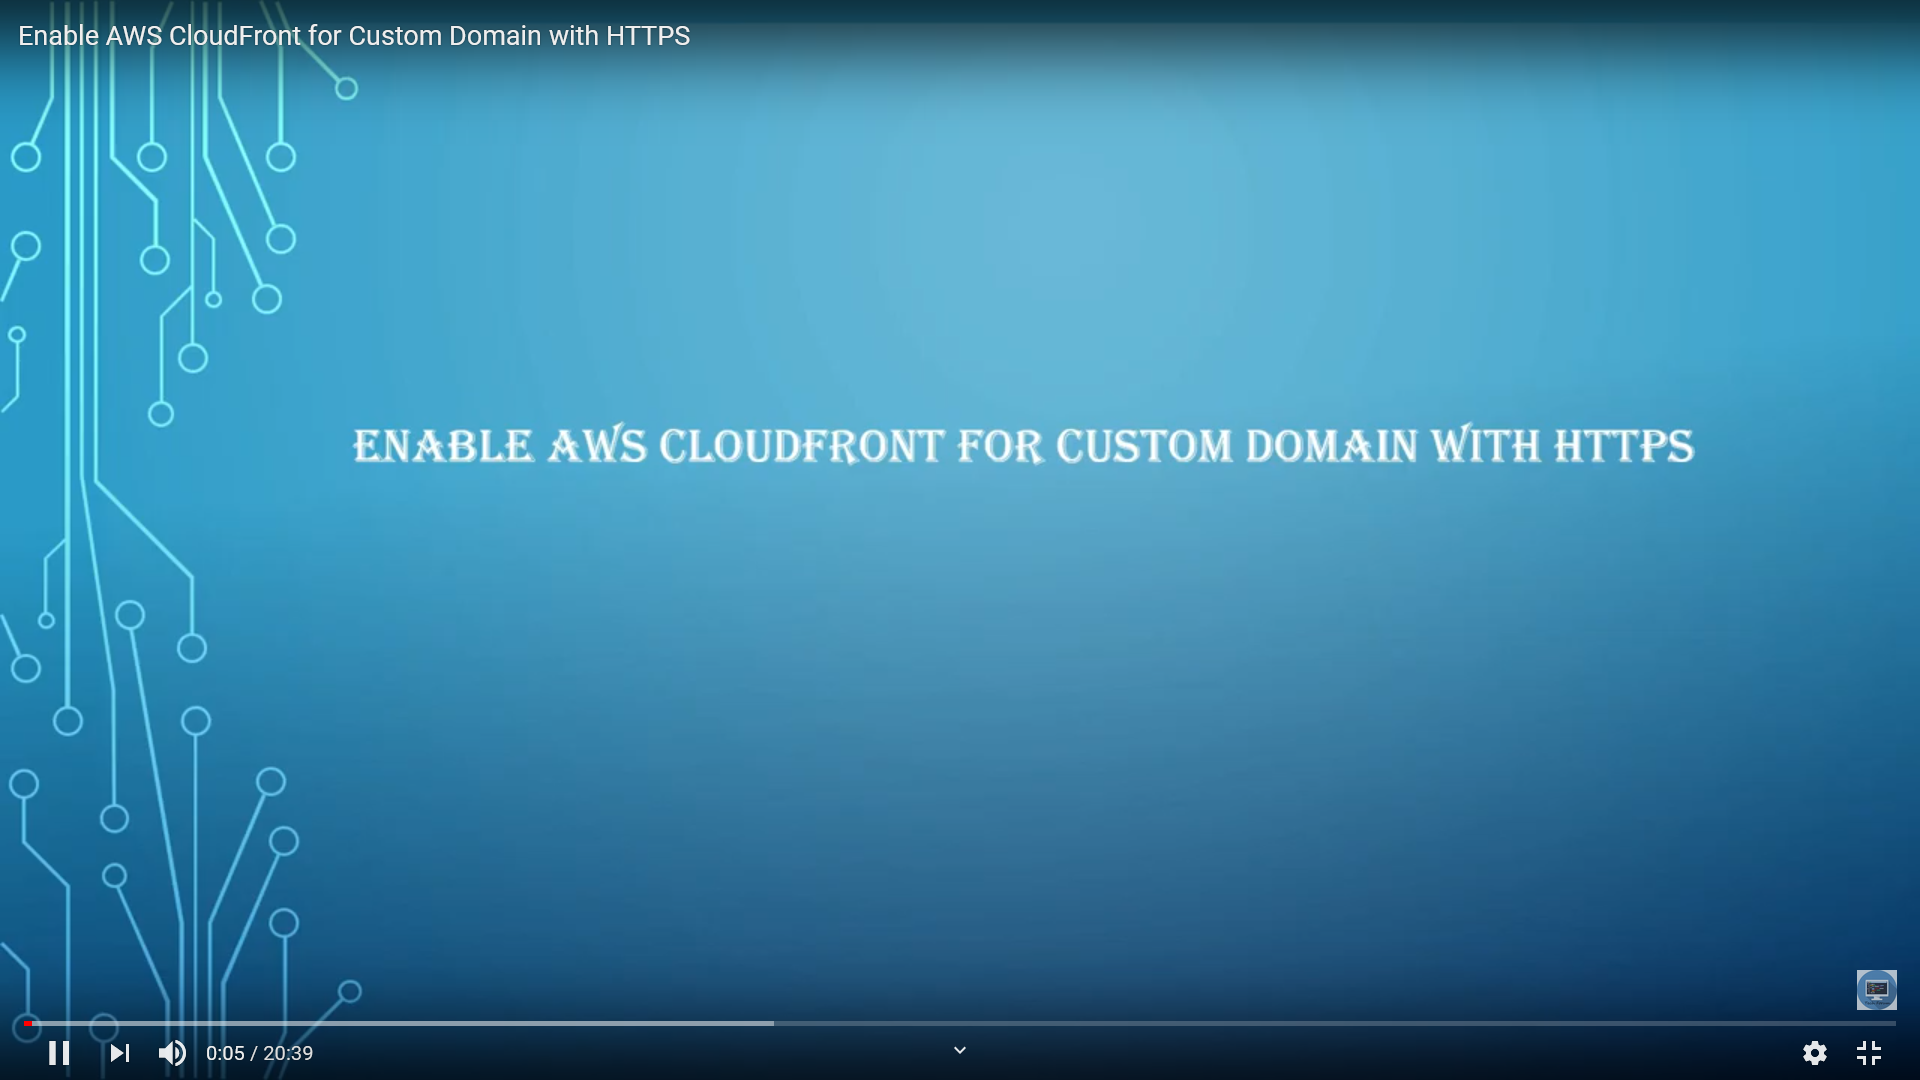 Enable AWS CloudFront for Custom Domain with HTTPS
ENABLE AWS CLOUDFRONT FOR CUSTOM DOMAIN WITH HTTPS
0:05 / 20:39